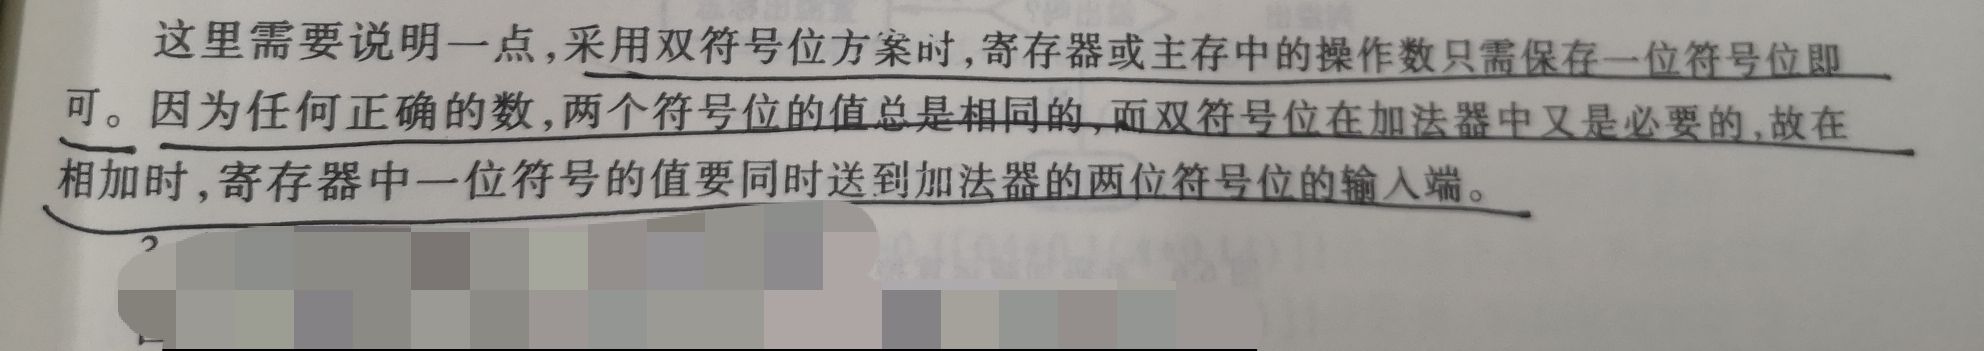 这里需要说明一点,采用双符号位方案时,寄存器或主存中的操作数只需保存一位符号位即
可。因为任何正确的数,两个符号位的值总是相同的,而双符号位在加法器中又是必要的,故在
相加时,寄存器中一位符号的值要同时送到加法器的两位符号位的输入端。